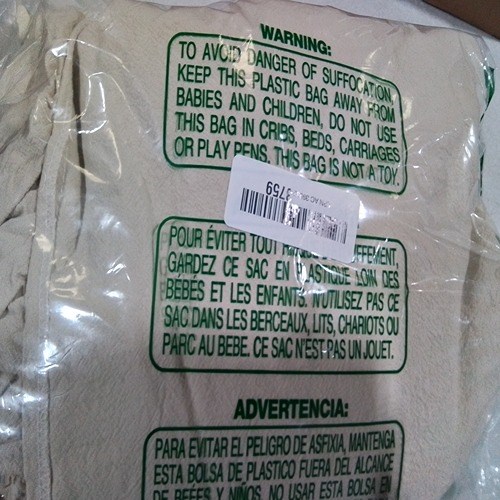 WARNING:
TO AVOID DANGER OF SUFFOCATION,
KEEP THIS PLASTIC BAG AWAY FROM
BABIES AND CHILDREN, DO NOT USE
THIS BAG IN CRIBS, BEDS, CARRIAGES
OR PLAY PENS. THIS BAG IS NOT A TOY.
POUR ÉVITER TOUT
GARDEZ CE SAC EN PLASTIQUE LOIN DES
BEBES ET LES ENFANTS. N'UTILISEZ PAS CE
SAC DANS LES BERCEAUX, LITS, CHARIOTS OU
PARC AU BEBE. CE SAC N'EST PAS UN JOUET.
ADVERTENCIA:
PARA EVITAR EL PELIGRO DE ASFIXIA, MANTENGA
ESTA BOLSA DE PLASTICO FUERA DEL ALCANCE
DE BEBES Y NIÑOS. NO USAR ESTA BOLSA EN